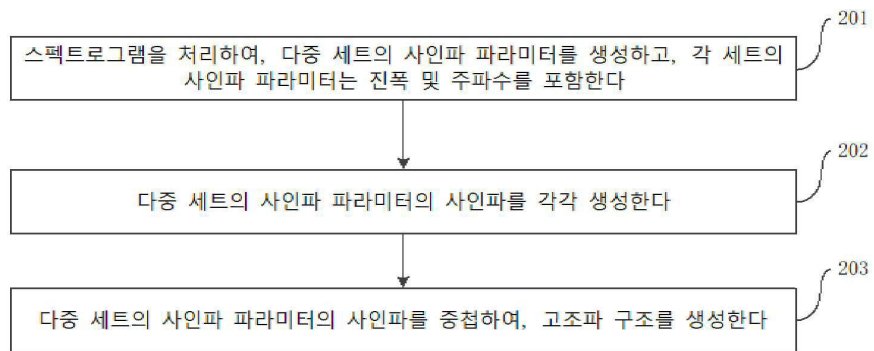 201
스펙트로그램을 처리하여, 다중 세트의 사인파 파라미터를 생성하고, 각 세트의
사인파 파라미터는 진폭 및 주파수를 포함한다
202
다중 세트의 사인파 파라미터의 사인파를 각각 생성한다
203
다중 세트의 사인파 파라미터의 사인파를 중첩하여, 고조파 구조를 생성한다